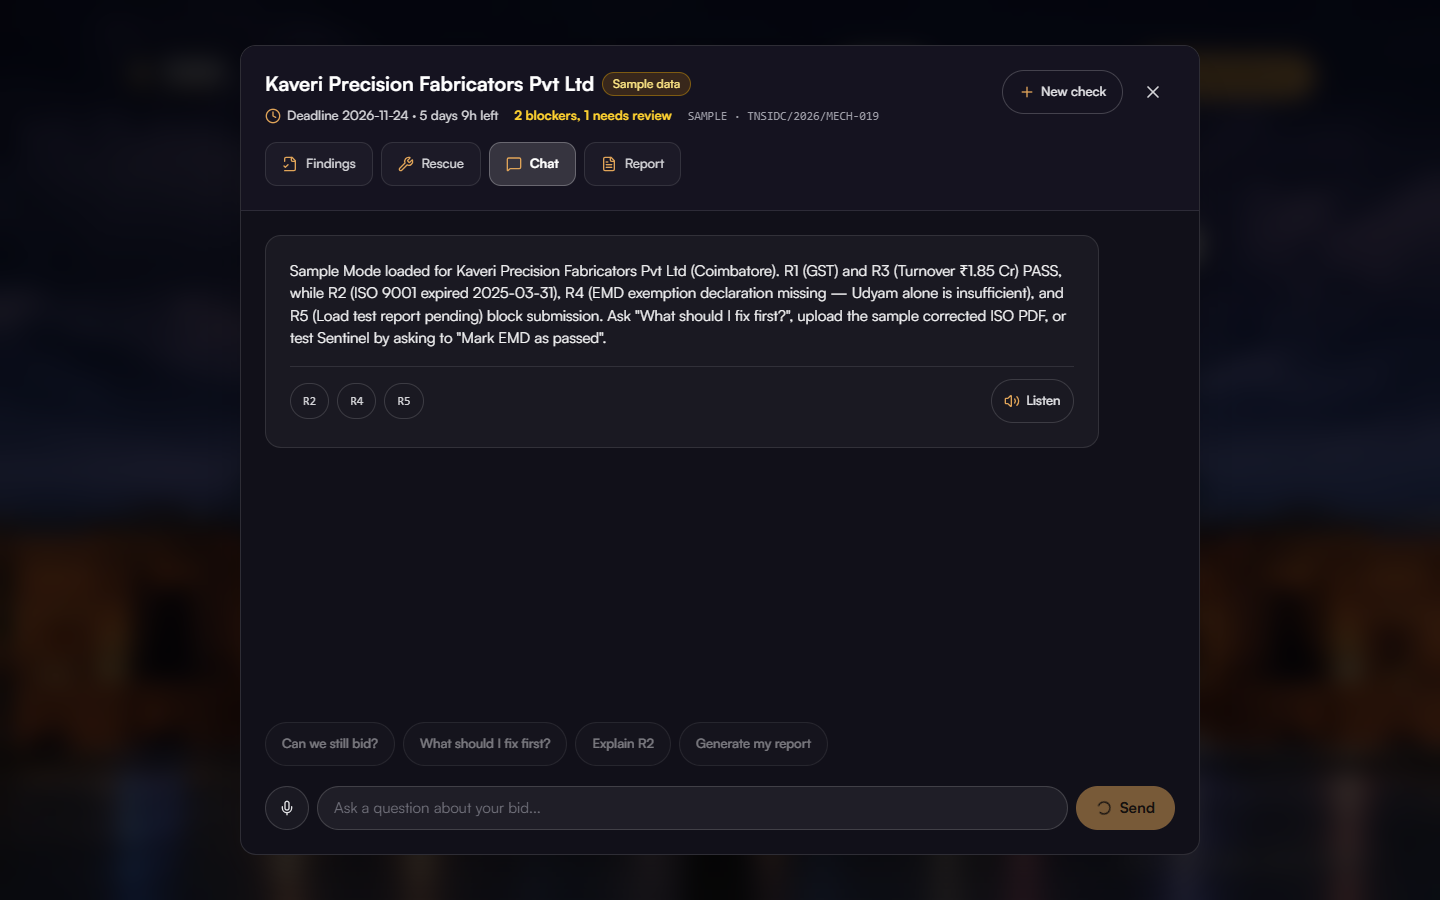 Kaveri Precision Fabricators Pvt Ltd Sample data
New check
Deadline 2026-11-24 · 5 days 9h left 2 blockers, 1 needs review SAMPLE · TNSIDC/2026/MECH-019
Findings Rescue Chat Report
Sample Mode loaded for Kaveri Precision Fabricators Pvt Ltd (Coimbatore). R1 (GST) and R3 (Turnover ₹1.85 Cr) PASS,
while R2 (ISO 9001 expired 2025-03-31), R4 (EMD exemption declaration missing — Udyam alone is insufficient), and
R5 (Load test report pending) block submission. Ask "What should I fix first?", upload the sample corrected ISO PDF, or
test Sentinel by asking to "Mark EMD as passed".
R2 R4 R5 Listen
Can we still bid? What should I fix first? Explain R2 Generate my report
Ask a question about your bid... Send